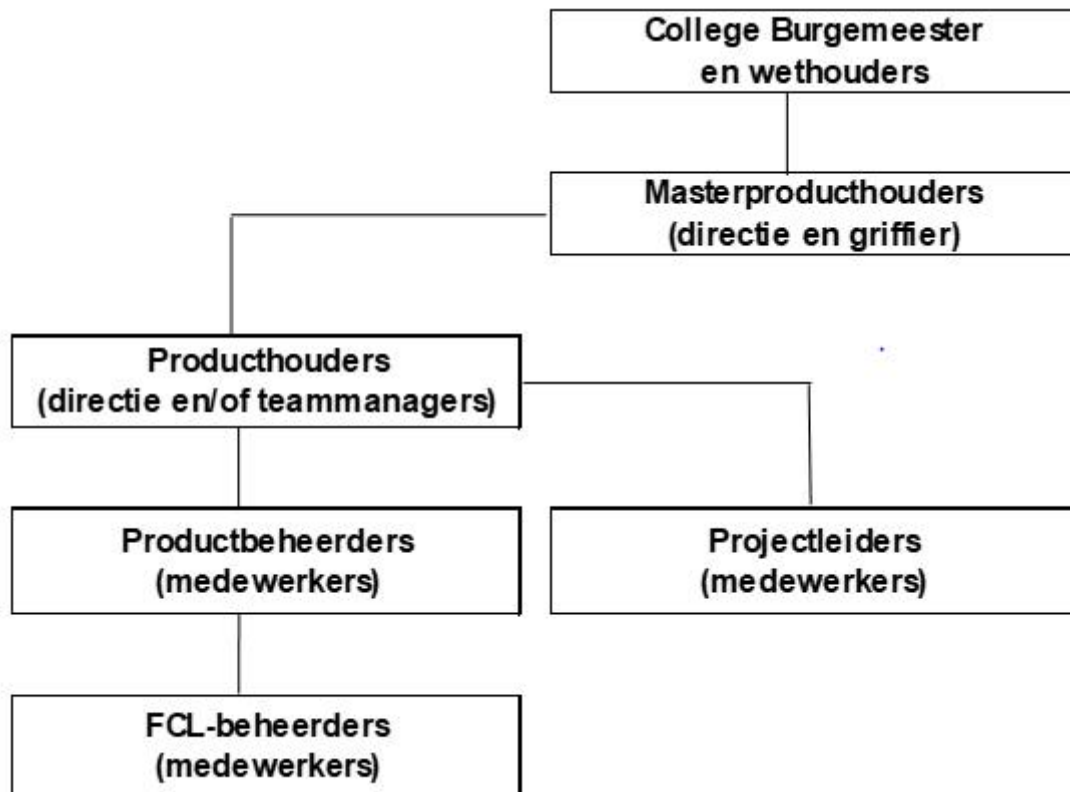 College Burgemeester
en wethouders
Masterproducthouders
(directie en griffier)
Producthouders
(directie en/of teammanagers)
Productbeheerders
(medewerkers)
Projectleiders
(medewerkers)
FCL-beheerders
(medewerkers)